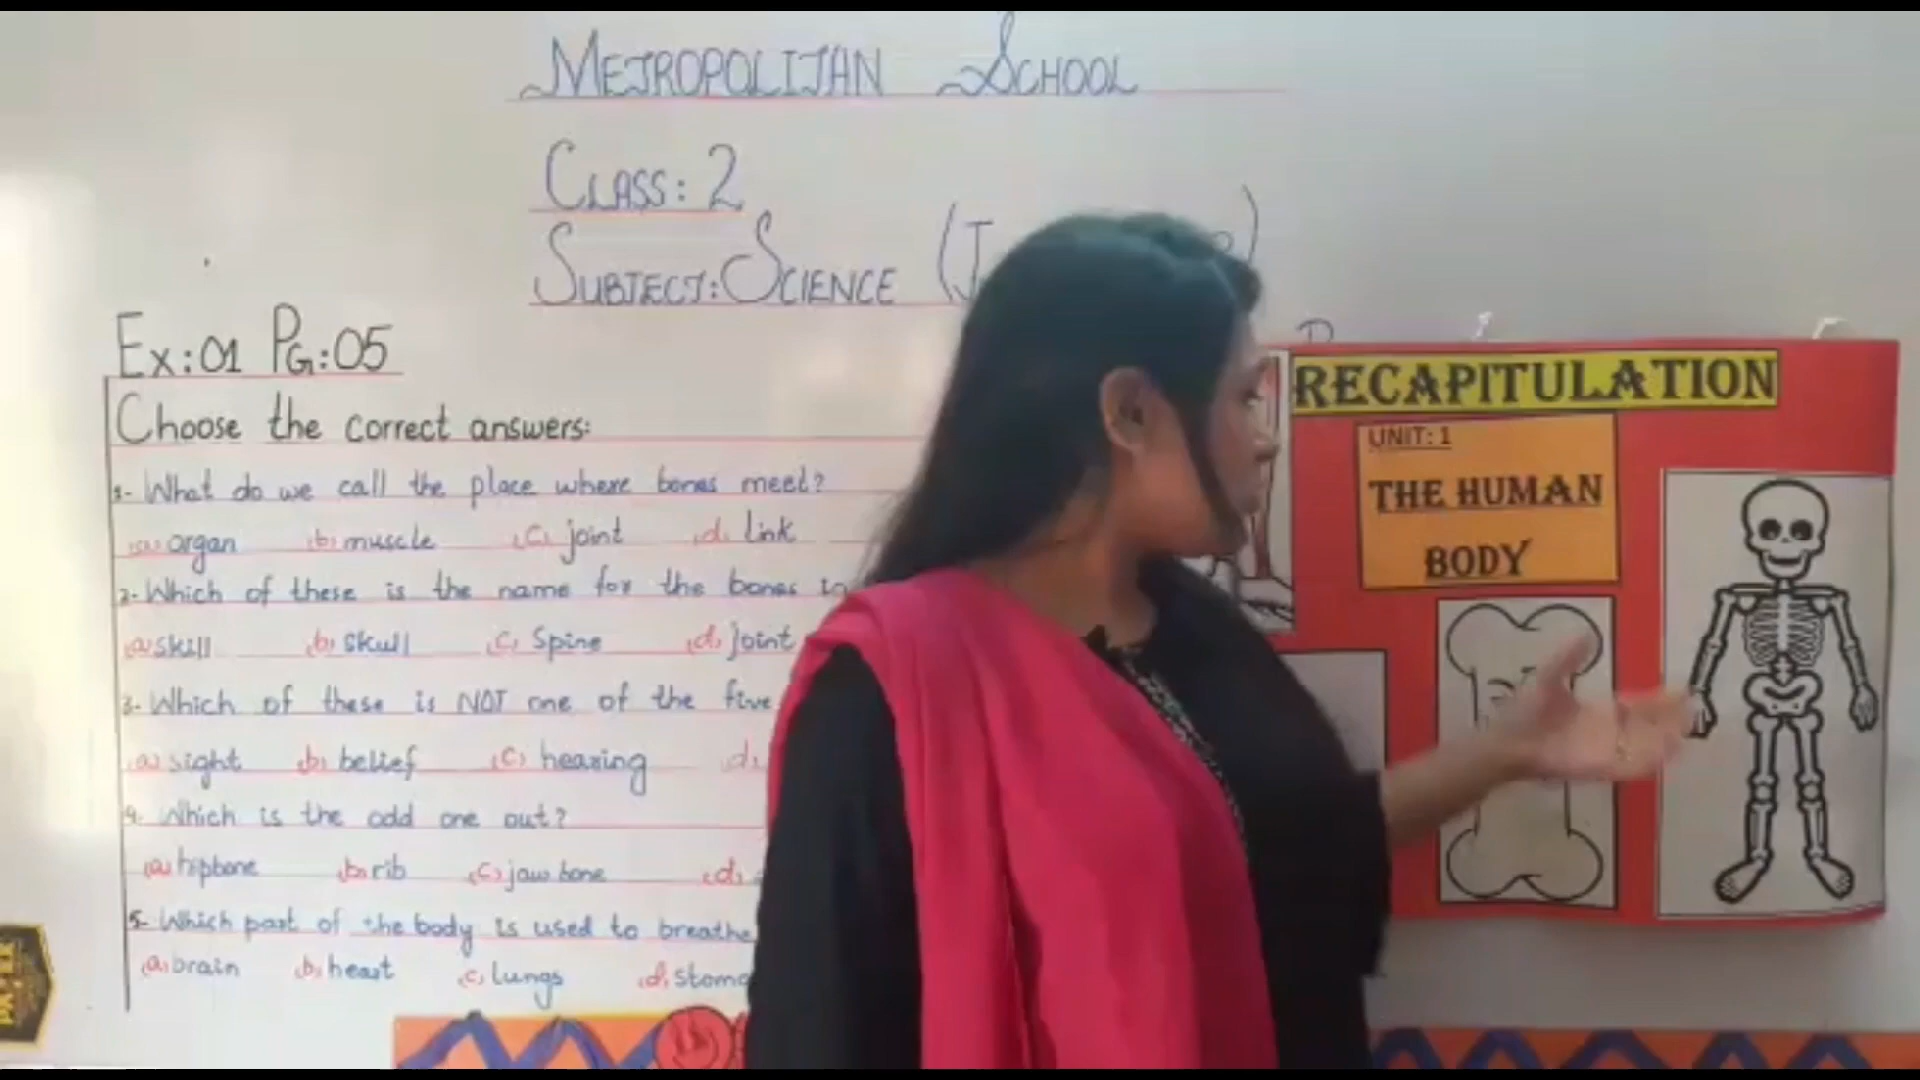 METROPOLITAN SCHOOL
CLASS: 2
SUBJECT: SCIENCE
Ex:01 PG:05
Choose the correct answers:
1- What do we call the place where bones meet?
(a) organ (b) muscle (c) joint (d) link
2- Which of these is the name for the bones in
(a) skill (b) skull (c) Spine (d) joint
3- Which of these is NOT one of the five
(a) sight (b) belief (c) hearing (d)
4- Which is the odd one out?
(a) hipbone (b) rib (c) jaw bone (d)
5- Which part of the body is used to breathe
(a) brain (b) heart (c) lungs (d)
RECAPITULATION
UNIT: 1
THE HUMAN
BODY